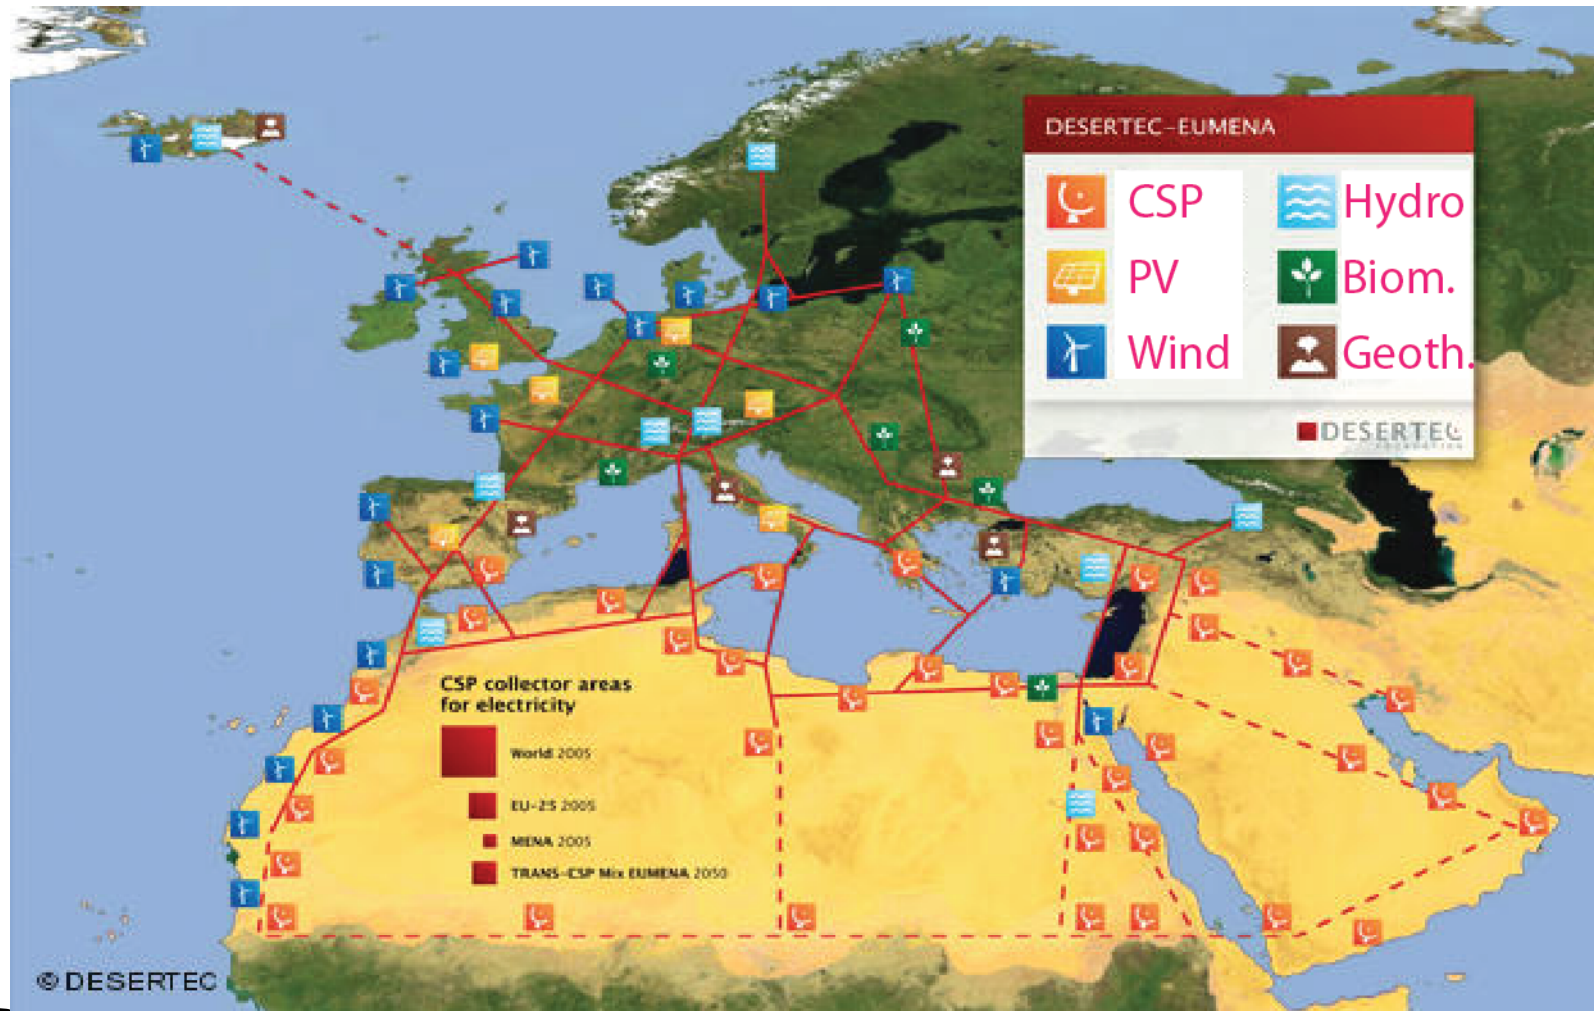 DESERTEC-EUMENA
CSP
Hydro
PV
Biom.
Wind
Geoth.
DESERTEC
CSP collector areas
for electricity
World 2005
EU-25 2005
MENA 2005
TRANS-CSP Mix EUMENA 2050
© DESERTEC